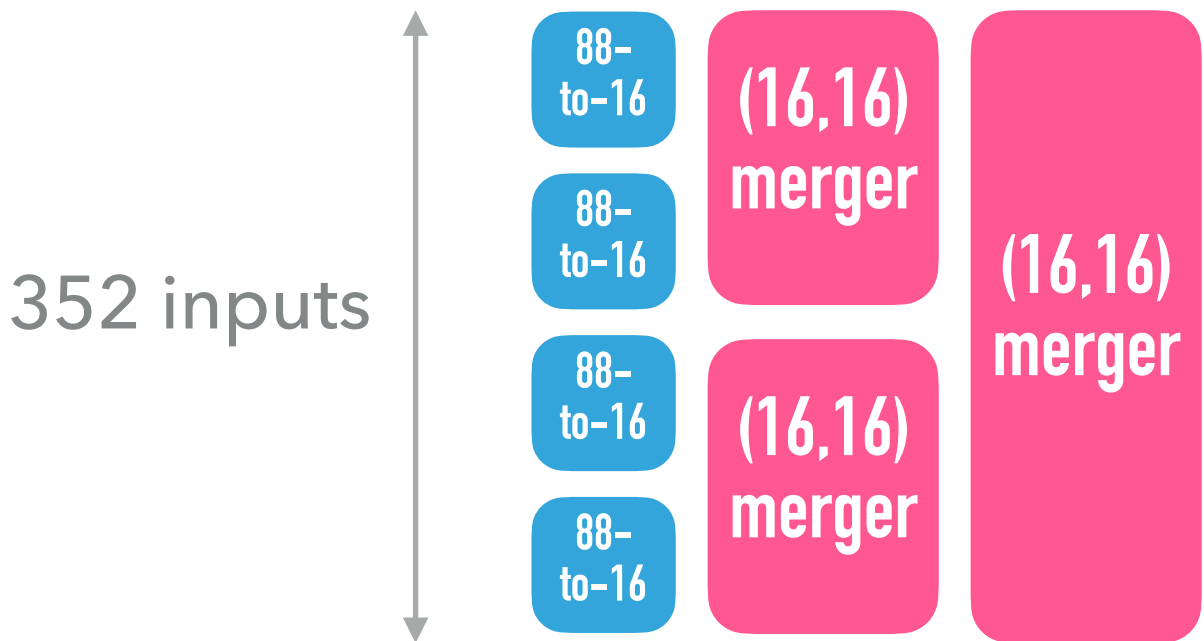 352 inputs
88-
to-16
88-
to-16
88-
to-16
88-
to-16
(16,16)
merger
(16,16)
merger
(16,16)
merger